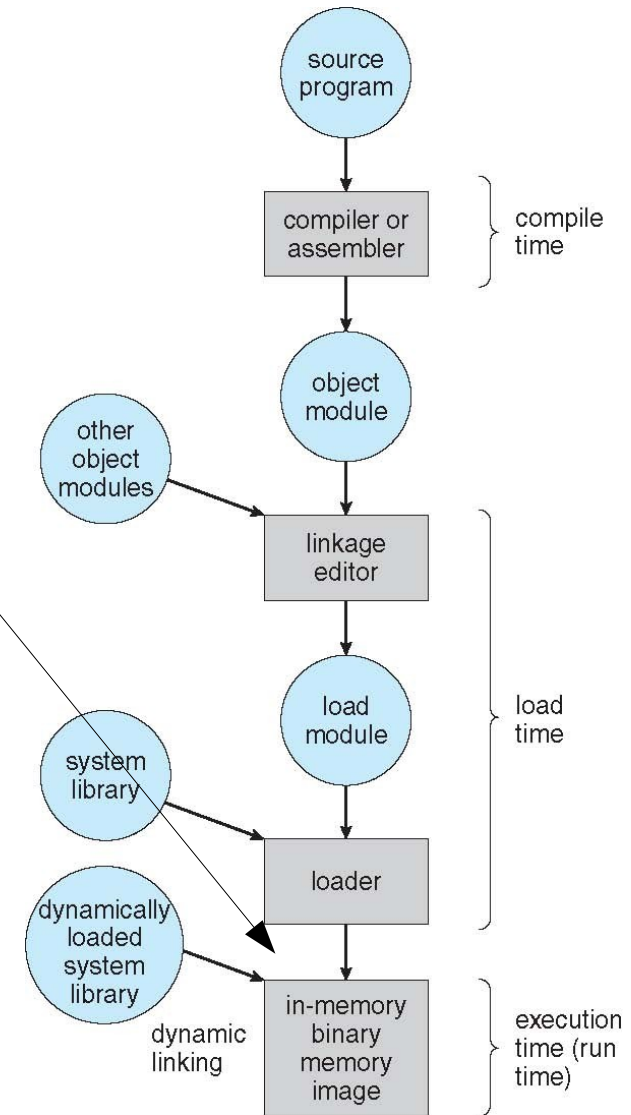 source
program
compiler or
assembler
compile
time
object
module
other
object
modules
linkage
editor
load
module
load
time
system
library
loader
dynamically
loaded
system
library
dynamic
linking
in-memory
binary
memory
image
execution
time (run
time)